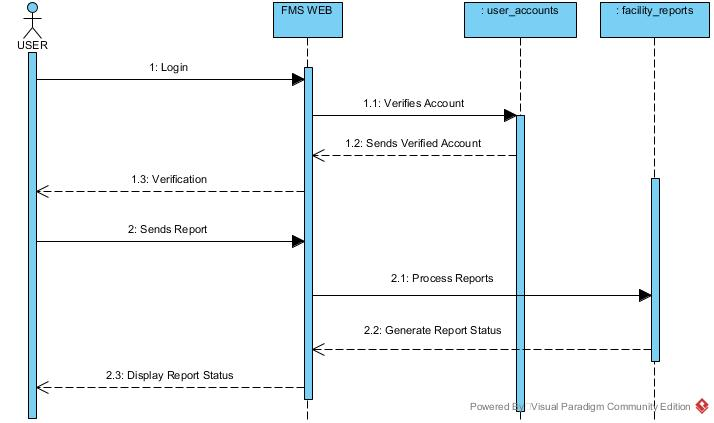 FMS WEB
: user_accounts
: facility_reports
USER
1: Login
1.1: Verifies Account
1.2: Sends Verified Account
1.3: Verification
2: Sends Report
2.1: Process Reports
2.2: Generate Report Status
2.3: Display Report Status
Powered By Visual Paradigm Community Edition